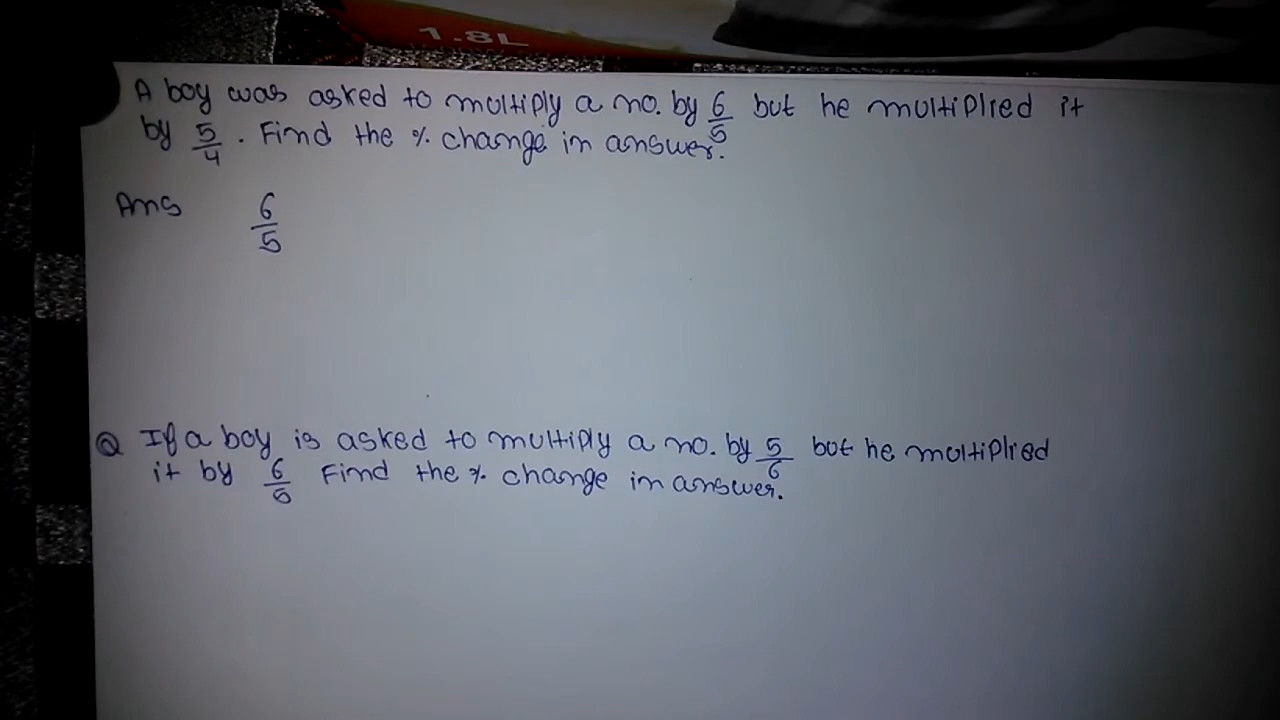 1.8L
A boy was asked to multiply a no. by 6/5 but he multiplied it
by 5/4. Find the % change in answer.
Ans 6/5
Q If a boy is asked to multiply a no. by 5/6 but he multiplied
it by 6/5 Find the % change in answer.